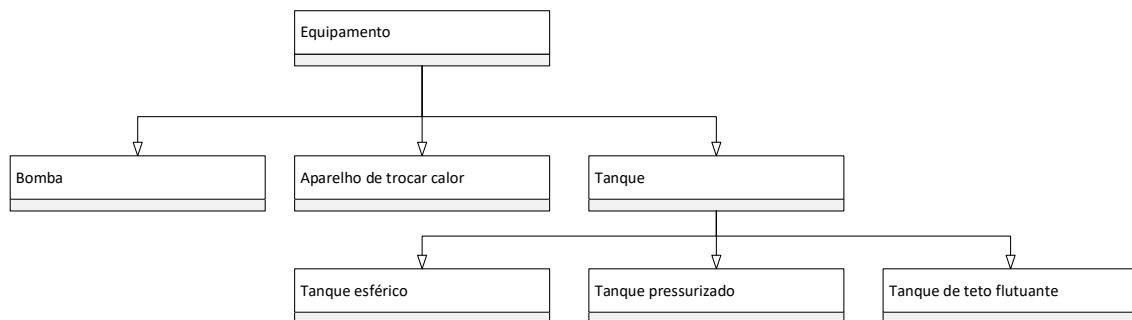 Equipamento
Bomba
Aparelho de trocar calor
Tanque
Tanque esférico
Tanque pressurizado
Tanque de teto flutuante